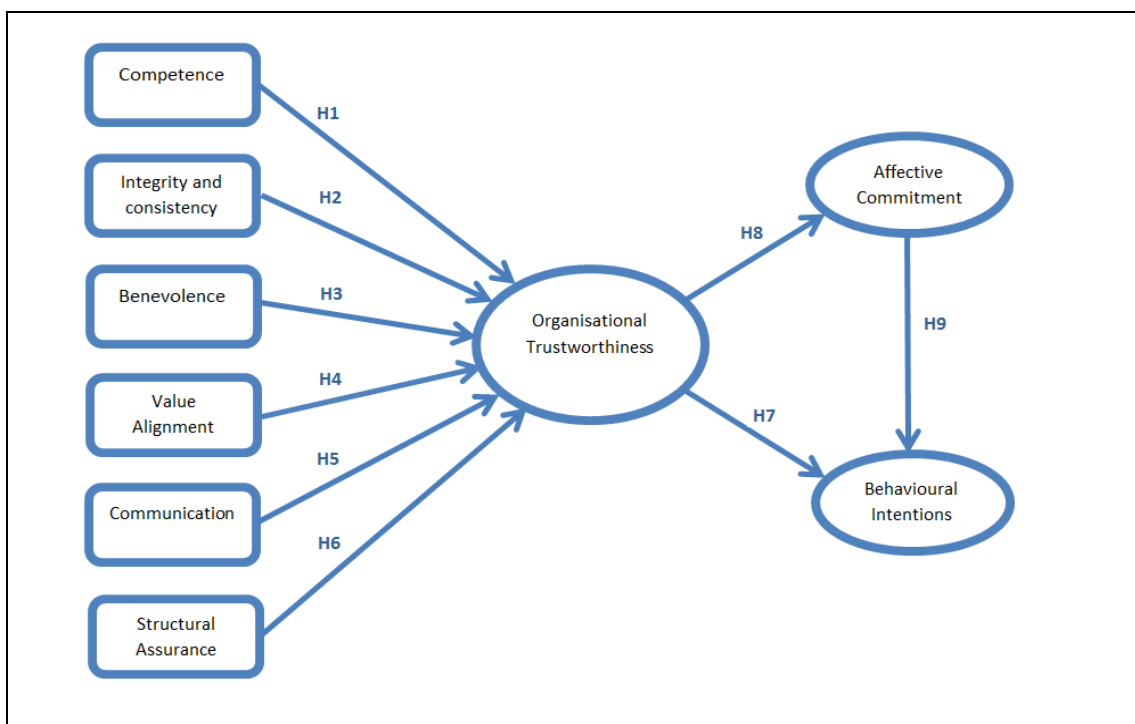 Competence
H1
Integrity and
consistency
H2
Benevolence
H3
Value
Alignment
H4
Communication
H5
Structural
Assurance
H6
Organisational
Trustworthiness
H8
H7
Affective
Commitment
H9
Behavioural
Intentions